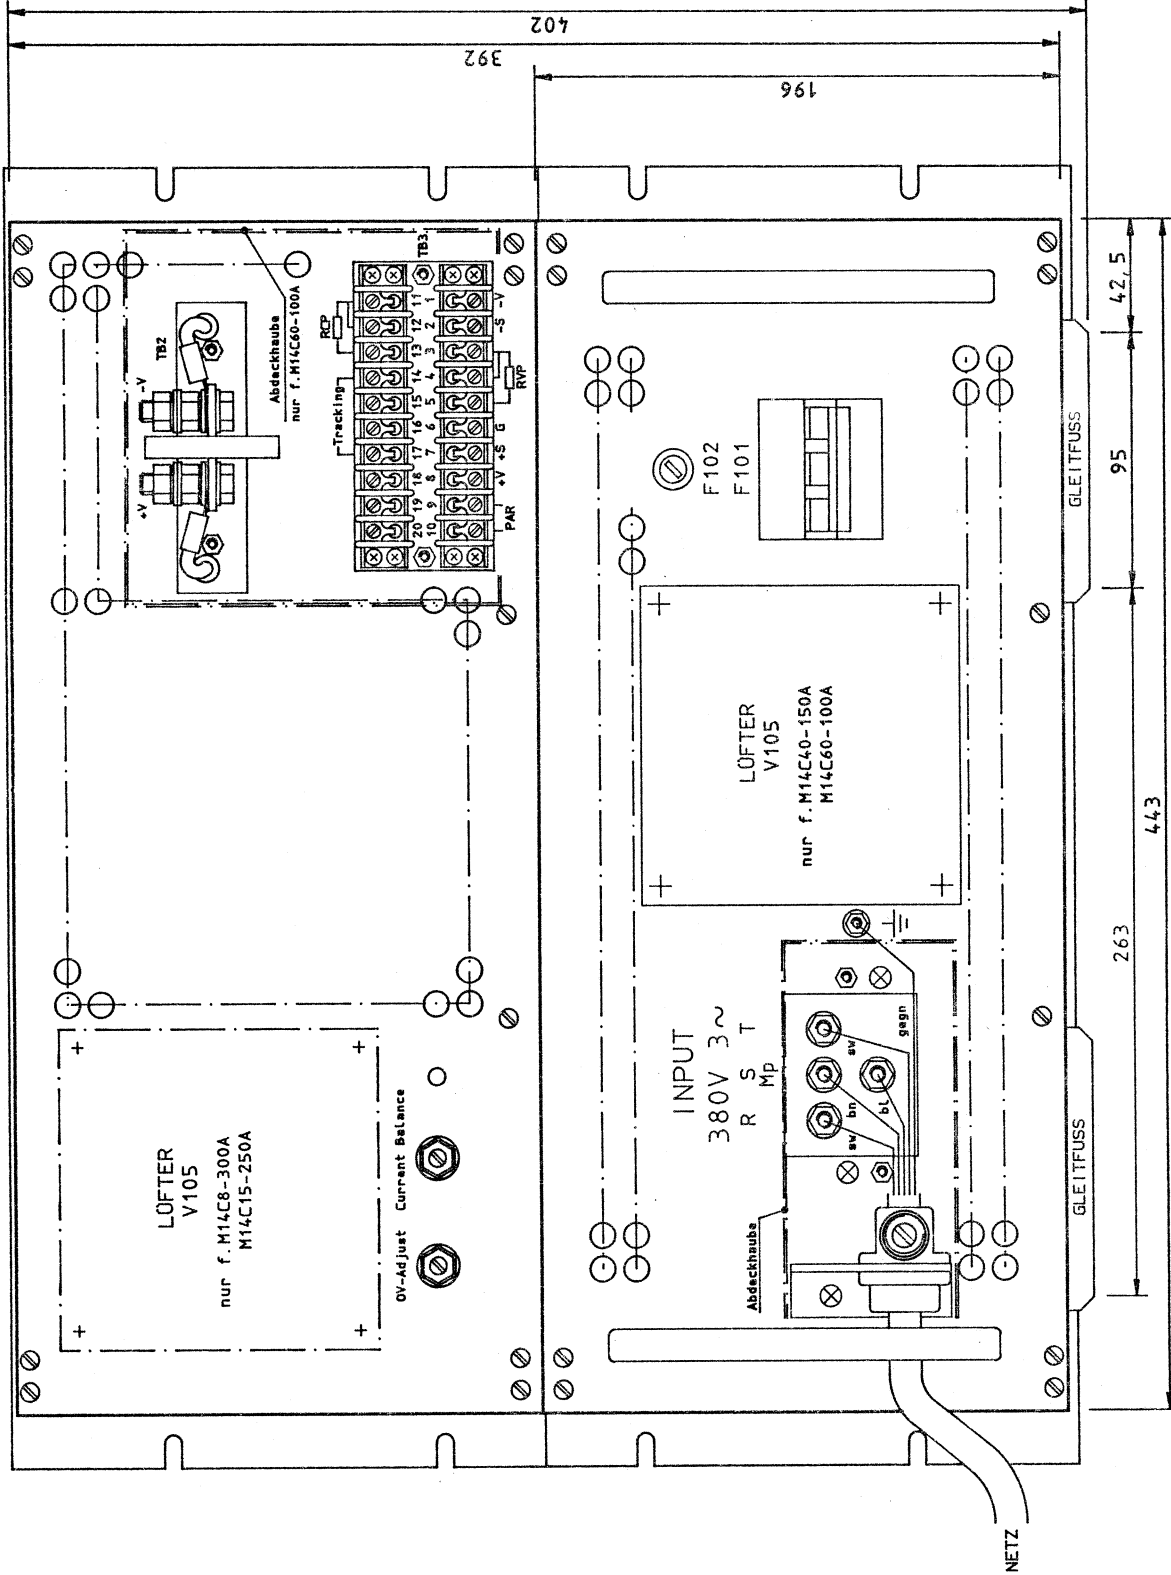 402
392
196
Abdeckhaube
nur f.M14C60-100A
TB2
+V
-V
TB3
RCP
Tracking
20 19 18 17 16 15 14 13 12 11
10 9 8 7 6 5 4 3 2 1
PAR
+V
+S
G
RVP
-S
-V
LÜFTER
V105
nur f.M14C8-300A
M14C15-250A
OV-Adjust
Current Balance
F102
F101
LÜFTER
V105
nur f.M14C40-150A
M14C60-100A
INPUT
380V 3~
R S T
Mp
Abdeckhaube
sw
bn
sw
bl
gegn
NETZ
GLEITFUSS
GLEITFUSS
263
95
42,5
443